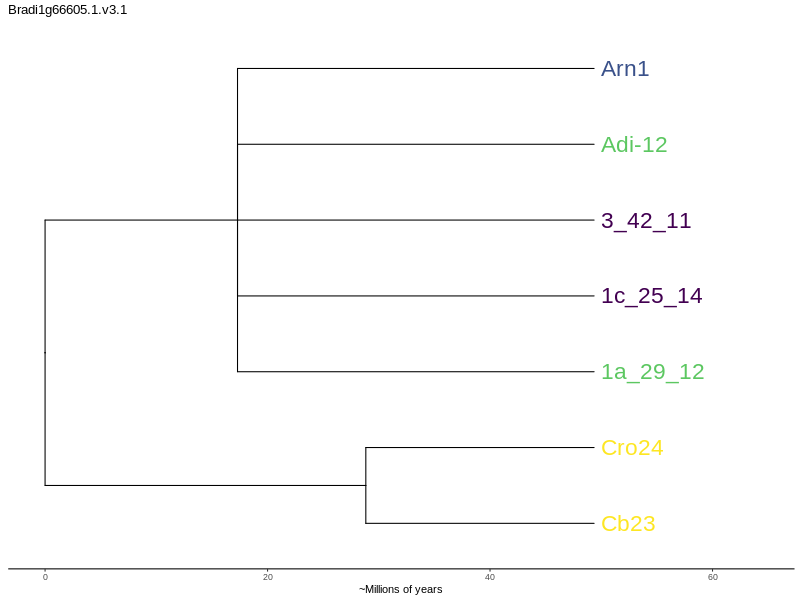 Bradi1g66605.1.v3.1
Arn1
Adi-12
3_42_11
1c_25_14
1a_29_12
Cro24
Cb23
0 20 40 60
~Millions of years